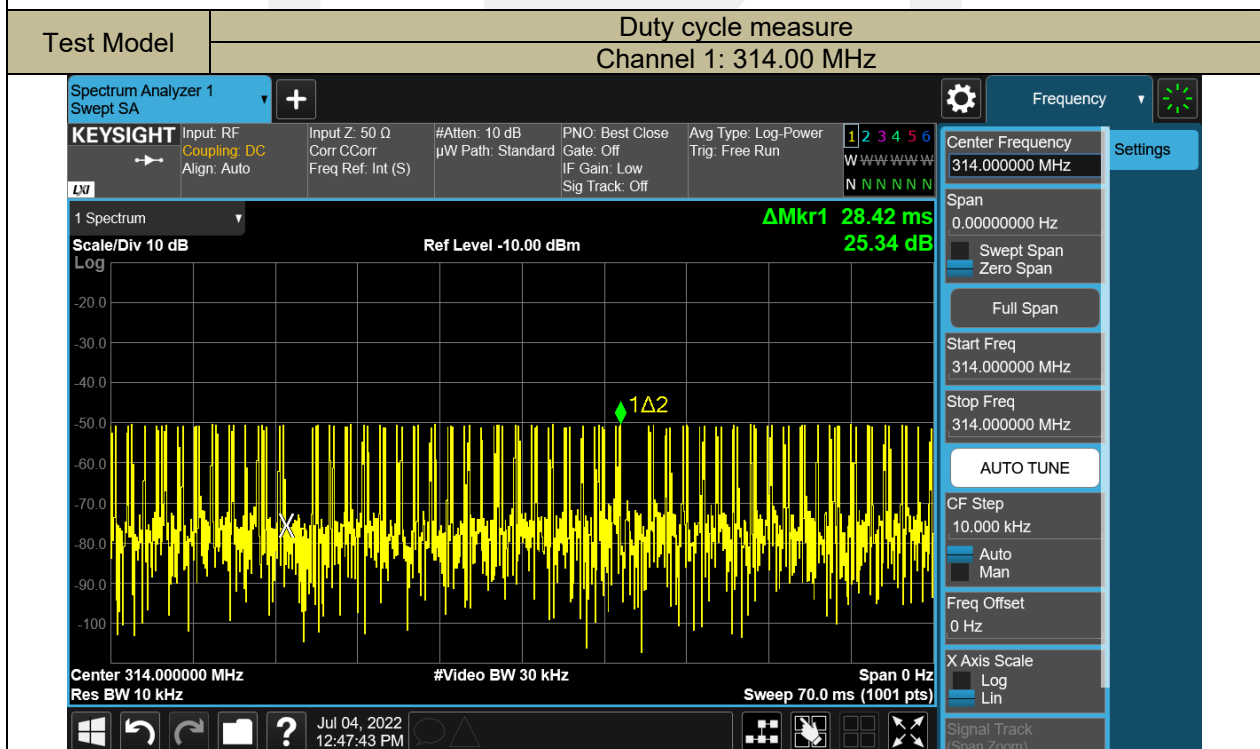 Test Model
Duty cycle measure
Channel 1: 314.00 MHz
Spectrum Analyzer 1
Swept SA
Frequency
KEYSIGHT
LXI
Input: RF
Coupling: DC
Align: Auto
Input Z: 50 Ω
Corr CCorr
Freq Ref: Int (S)
#Atten: 10 dB
µW Path: Standard
PNO: Best Close
Gate: Off
IF Gain: Low
Sig Track: Off
Avg Type: Log-Power
Trig: Free Run
1 2 3 4 5 6
W W W W W W
N N N N N N
1 Spectrum
Scale/Div 10 dB
Log
Ref Level -10.00 dBm
ΔMkr1 28.42 ms
25.34 dB
-20.0
-30.0
-40.0
-50.0
-60.0
-70.0
-80.0
-90.0
-100
1Δ2
X
Center 314.000000 MHz
Res BW 10 kHz
#Video BW 30 kHz
Span 0 Hz
Sweep 70.0 ms (1001 pts)
Center Frequency
314.000000 MHz
Span
0.00000000 Hz
Swept Span
Zero Span
Full Span
Start Freq
314.000000 MHz
Stop Freq
314.000000 MHz
AUTO TUNE
CF Step
10.000 kHz
Auto
Man
Freq Offset
0 Hz
X Axis Scale
Log
Lin
Signal Track
(Span Zoom)
Settings
?
Jul 04, 2022
12:47:43 PM